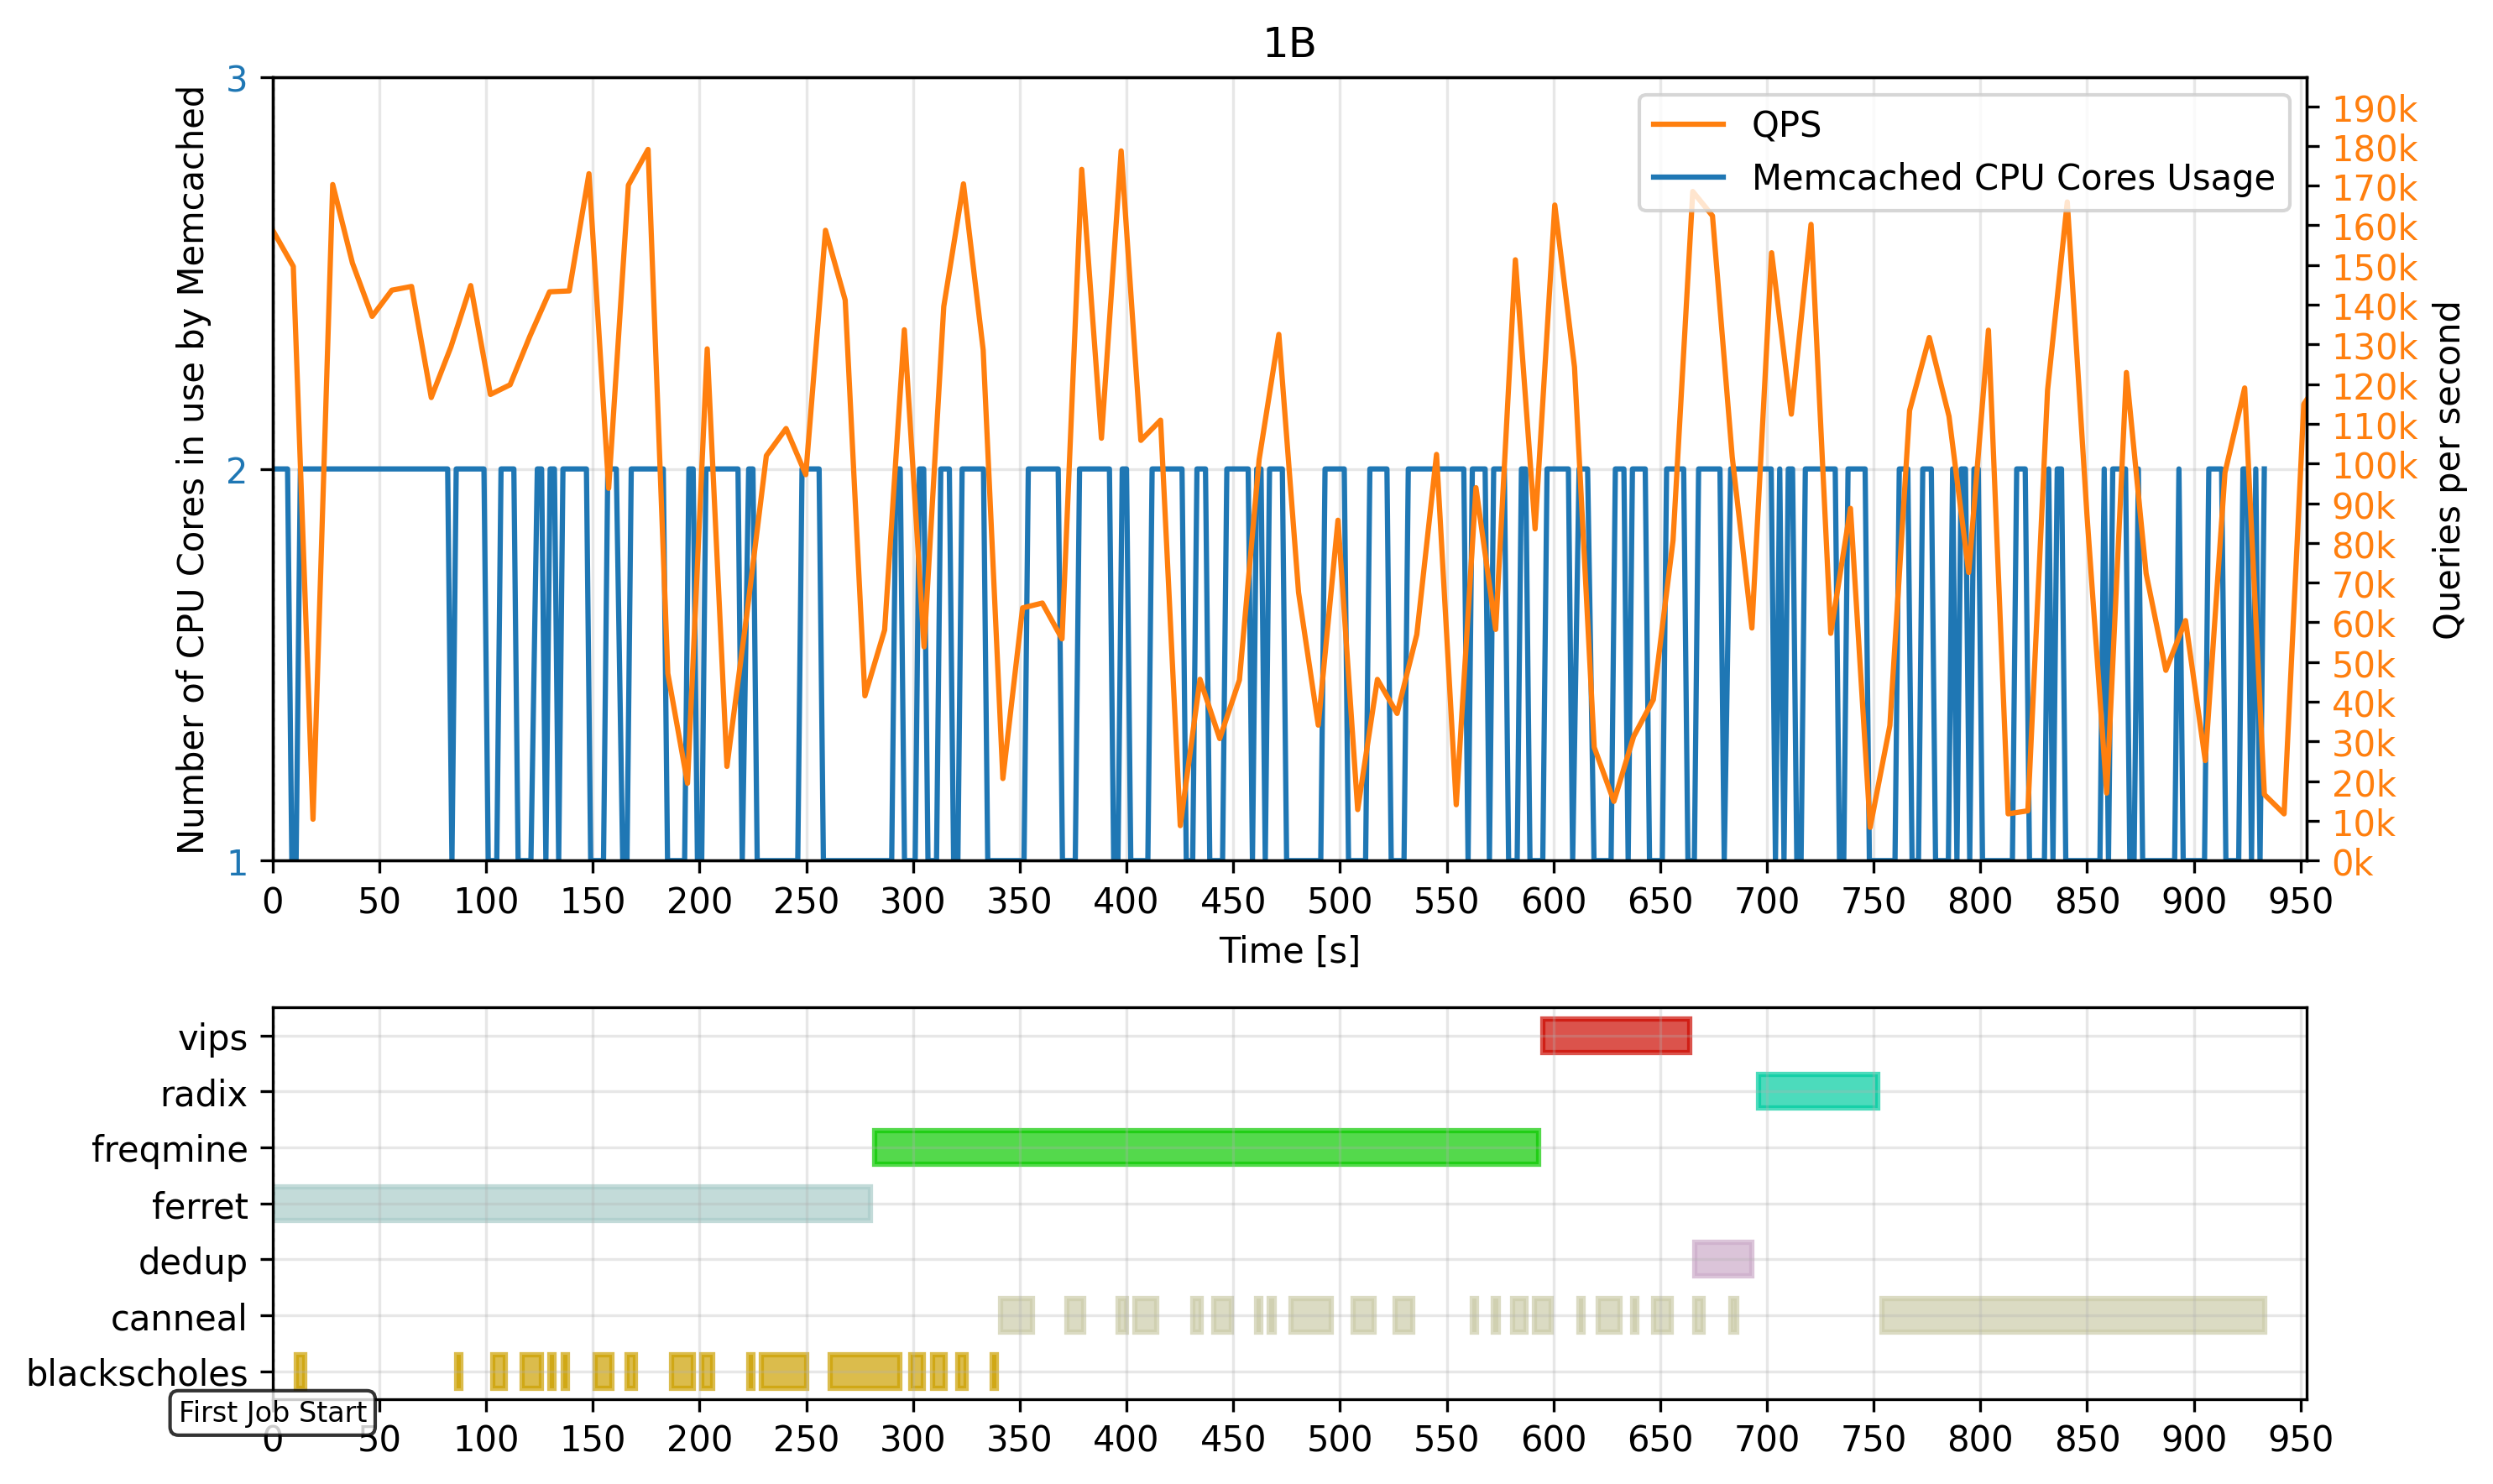 1B
Number of CPU Cores in use by Memcached
3
2
1
QPS
Memcached CPU Cores Usage
190k
180k
170k
160k
150k
140k
130k
120k
110k
100k
90k
80k
70k
60k
50k
40k
30k
20k
10k
0k
Queries per second
0 50 100 150 200 250 300 350 400 450 500 550 600 650 700 750 800 850 900 950
Time [s]
vips
radix
freqmine
ferret
dedup
canneal
blackscholes
First Job Start
0 50 100 150 200 250 300 350 400 450 500 550 600 650 700 750 800 850 900 950